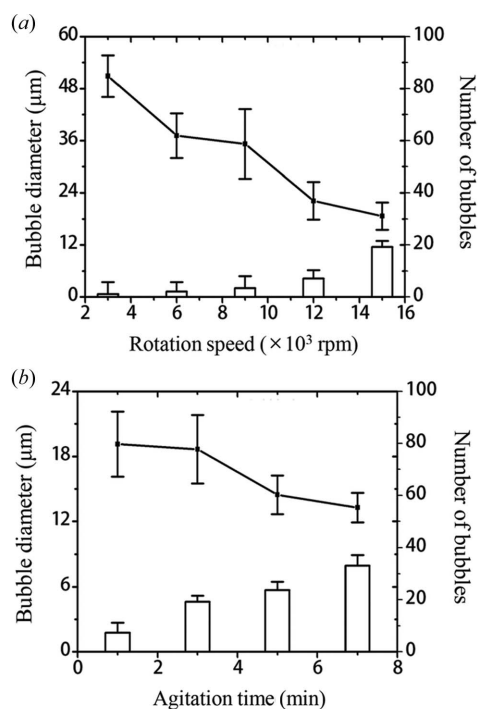 (a)
60
48
36
24
12
0
Bubble diameter (μm)
100
80
60
40
20
0
Number of bubbles
2 4 6 8 10 12 14 16
Rotation speed (×10³ rpm)
(b)
24
18
12
6
0
Bubble diameter (μm)
100
80
60
40
20
0
Number of bubbles
0 2 4 6 8
Agitation time (min)